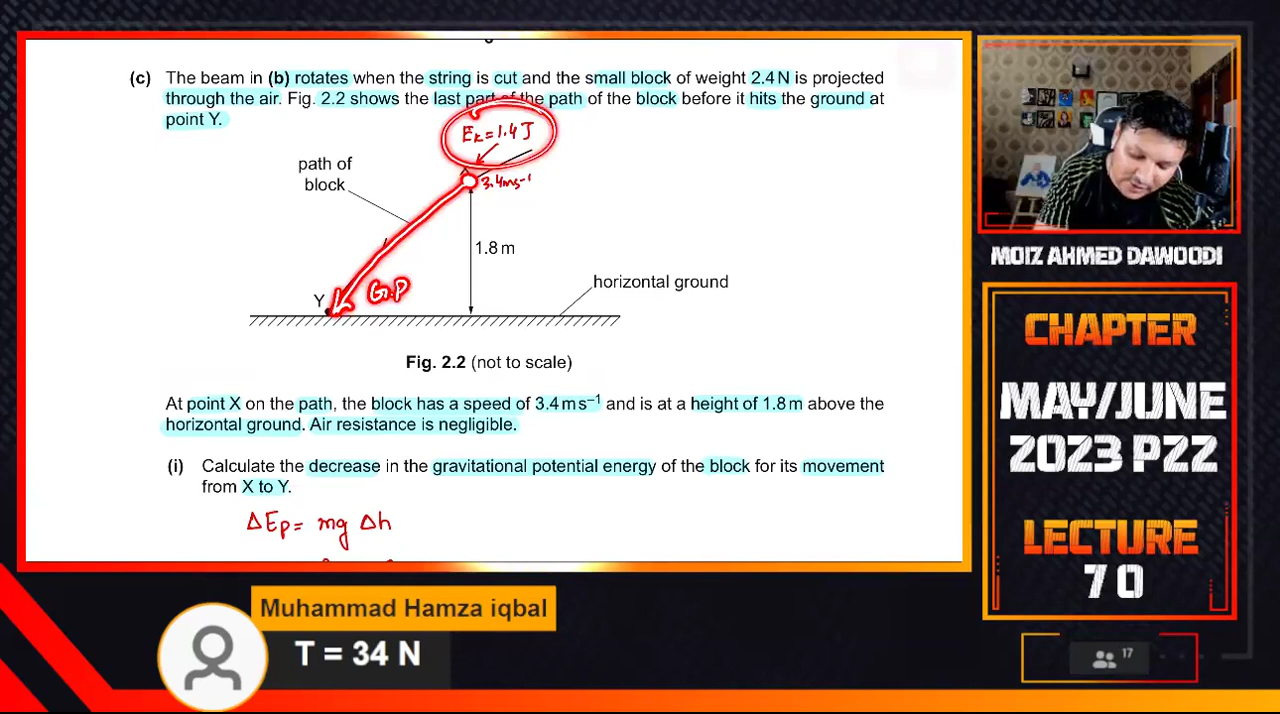 (c) The beam in (b) rotates when the string is cut and the small block of weight 2.4 N is projected
through the air. Fig. 2.2 shows the last part of the path of the block before it hits the ground at
point Y.
Ek = 1.4 J
path of
block
3.4ms⁻¹
1.8 m
G.P
Y
horizontal ground
Fig. 2.2 (not to scale)
At point X on the path, the block has a speed of 3.4 m s⁻¹ and is at a height of 1.8 m above the
horizontal ground. Air resistance is negligible.
(i) Calculate the decrease in the gravitational potential energy of the block for its movement
from X to Y.
ΔEp = mg Δh
MOIZ AHMED DAWOODI
CHAPTER
MAY/JUNE
2023 P22
LECTURE
70
17
Muhammad Hamza iqbal
T = 34 N